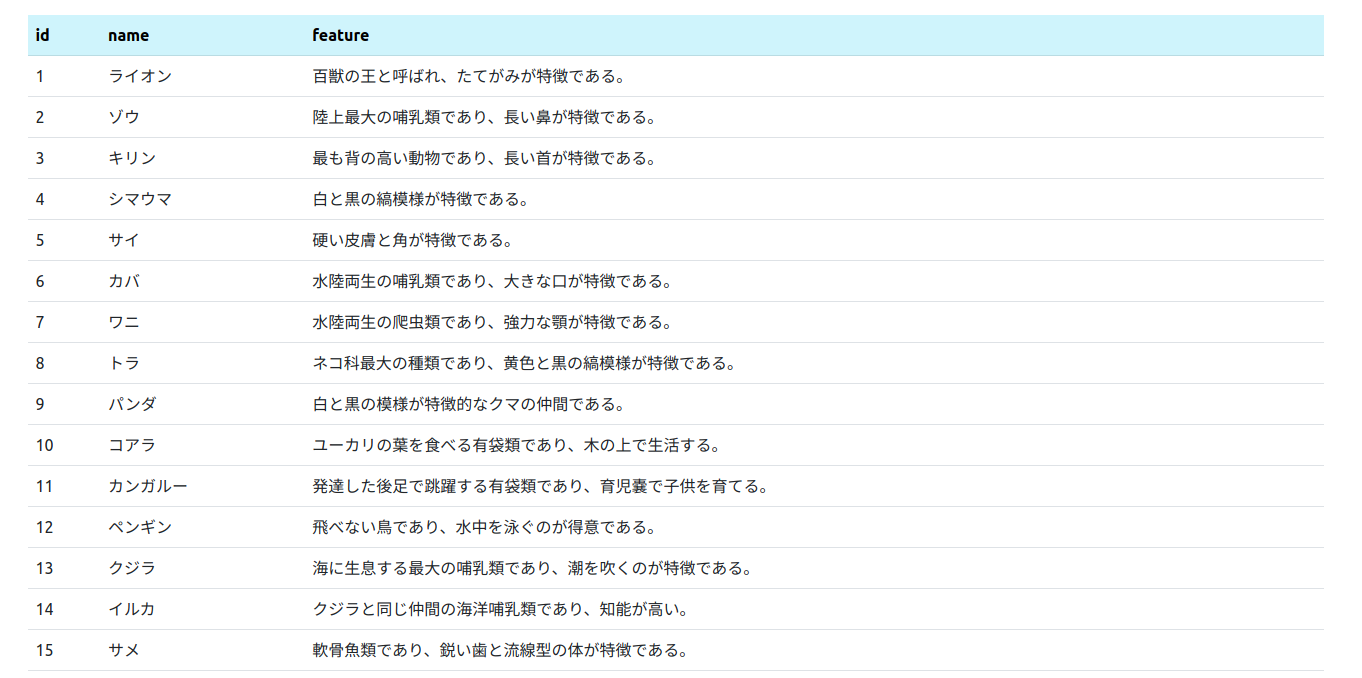 id name feature
1 ライオン 百獣の王と呼ばれ、たてがみが特徴である。
2 ゾウ 陸上最大の哺乳類であり、長い鼻が特徴である。
3 キリン 最も背の高い動物であり、長い首が特徴である。
4 シマウマ 白と黒の縞模様が特徴である。
5 サイ 硬い皮膚と角が特徴である。
6 カバ 水陸両生の哺乳類であり、大きな口が特徴である。
7 ワニ 水陸両生の爬虫類であり、強力な顎が特徴である。
8 トラ ネコ科最大の種類であり、黄色と黒の縞模様が特徴である。
9 パンダ 白と黒の模様が特徴的なクマの仲間である。
10 コアラ ユーカリの葉を食べる有袋類であり、木の上で生活する。
11 カンガルー 発達した後足で跳躍する有袋類であり、育児嚢で子供を育てる。
12 ペンギン 飛べない鳥であり、水中を泳ぐのが得意である。
13 クジラ 海に生息する最大の哺乳類であり、潮を吹くのが特徴である。
14 イルカ クジラと同じ仲間の海洋哺乳類であり、知能が高い。
15 サメ 軟骨魚類であり、鋭い歯と流線型の体が特徴である。